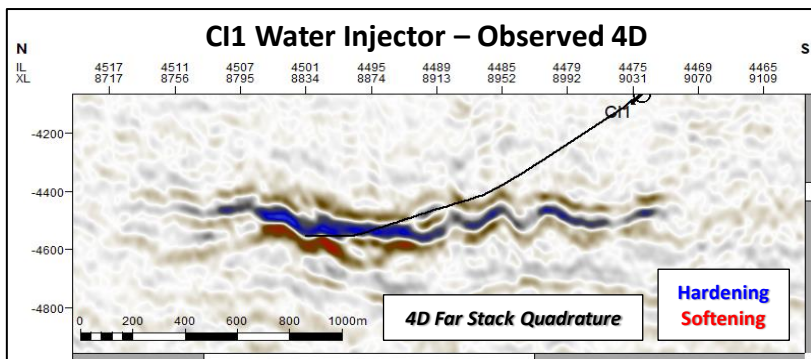 CI1 Water Injector – Observed 4D
N
S
IL 4517 4511 4507 4501 4495 4489 4485 4479 4475 4469 4465
XL 8717 8756 8795 8834 8874 8913 8952 8992 9031 9070 9109
CI1
-4200
-4400
-4600
-4800
0 200 400 600 800 1000m
4D Far Stack Quadrature
Hardening
Softening